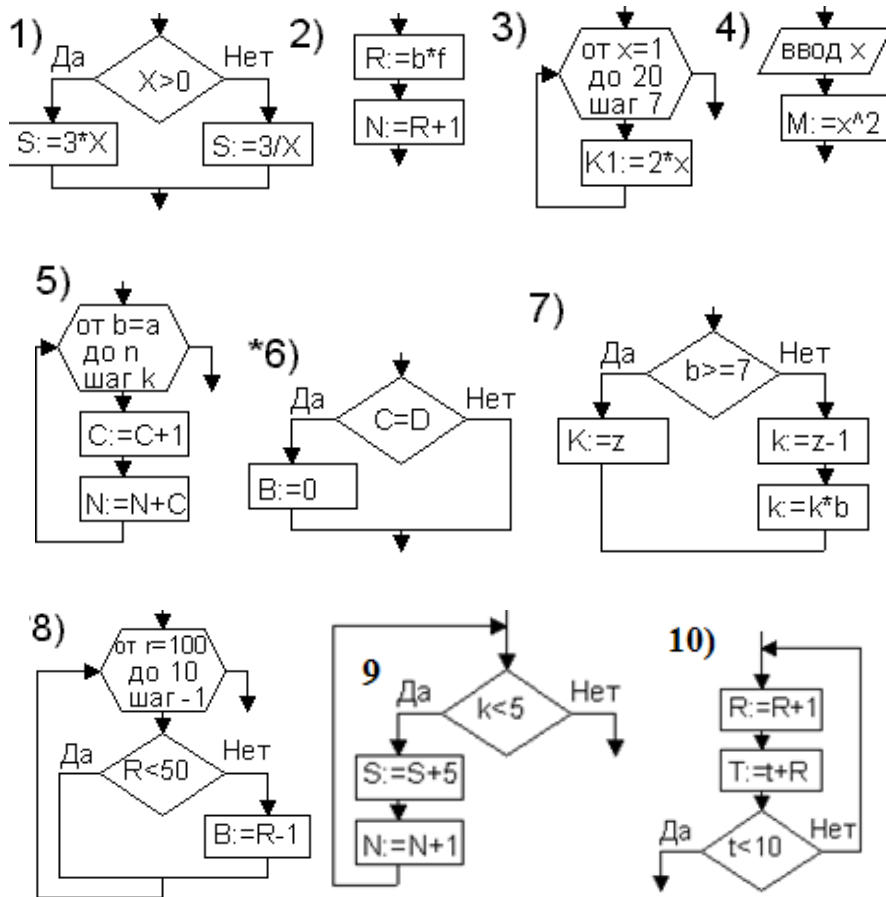 1)
Да
Нет
X>0
S:=3*X
S:=3/X
2)
R:=b*f
N:=R+1
3)
от x=1
до 20
шаг 7
K1:=2*x
4)
ввод x
M:=x^2
5)
от b=a
до n
шаг k
C:=C+1
N:=N+C
*6)
Да
Нет
C=D
B:=0
7)
Да
Нет
b>=7
K:=z
k:=z-1
k:=k*b
8)
от r=100
до 10
шаг -1
Да
Нет
R<50
B:=R-1
9
Да
Нет
k<5
S:=S+5
N:=N+1
10)
R:=R+1
T:=t+R
Да
Нет
t<10